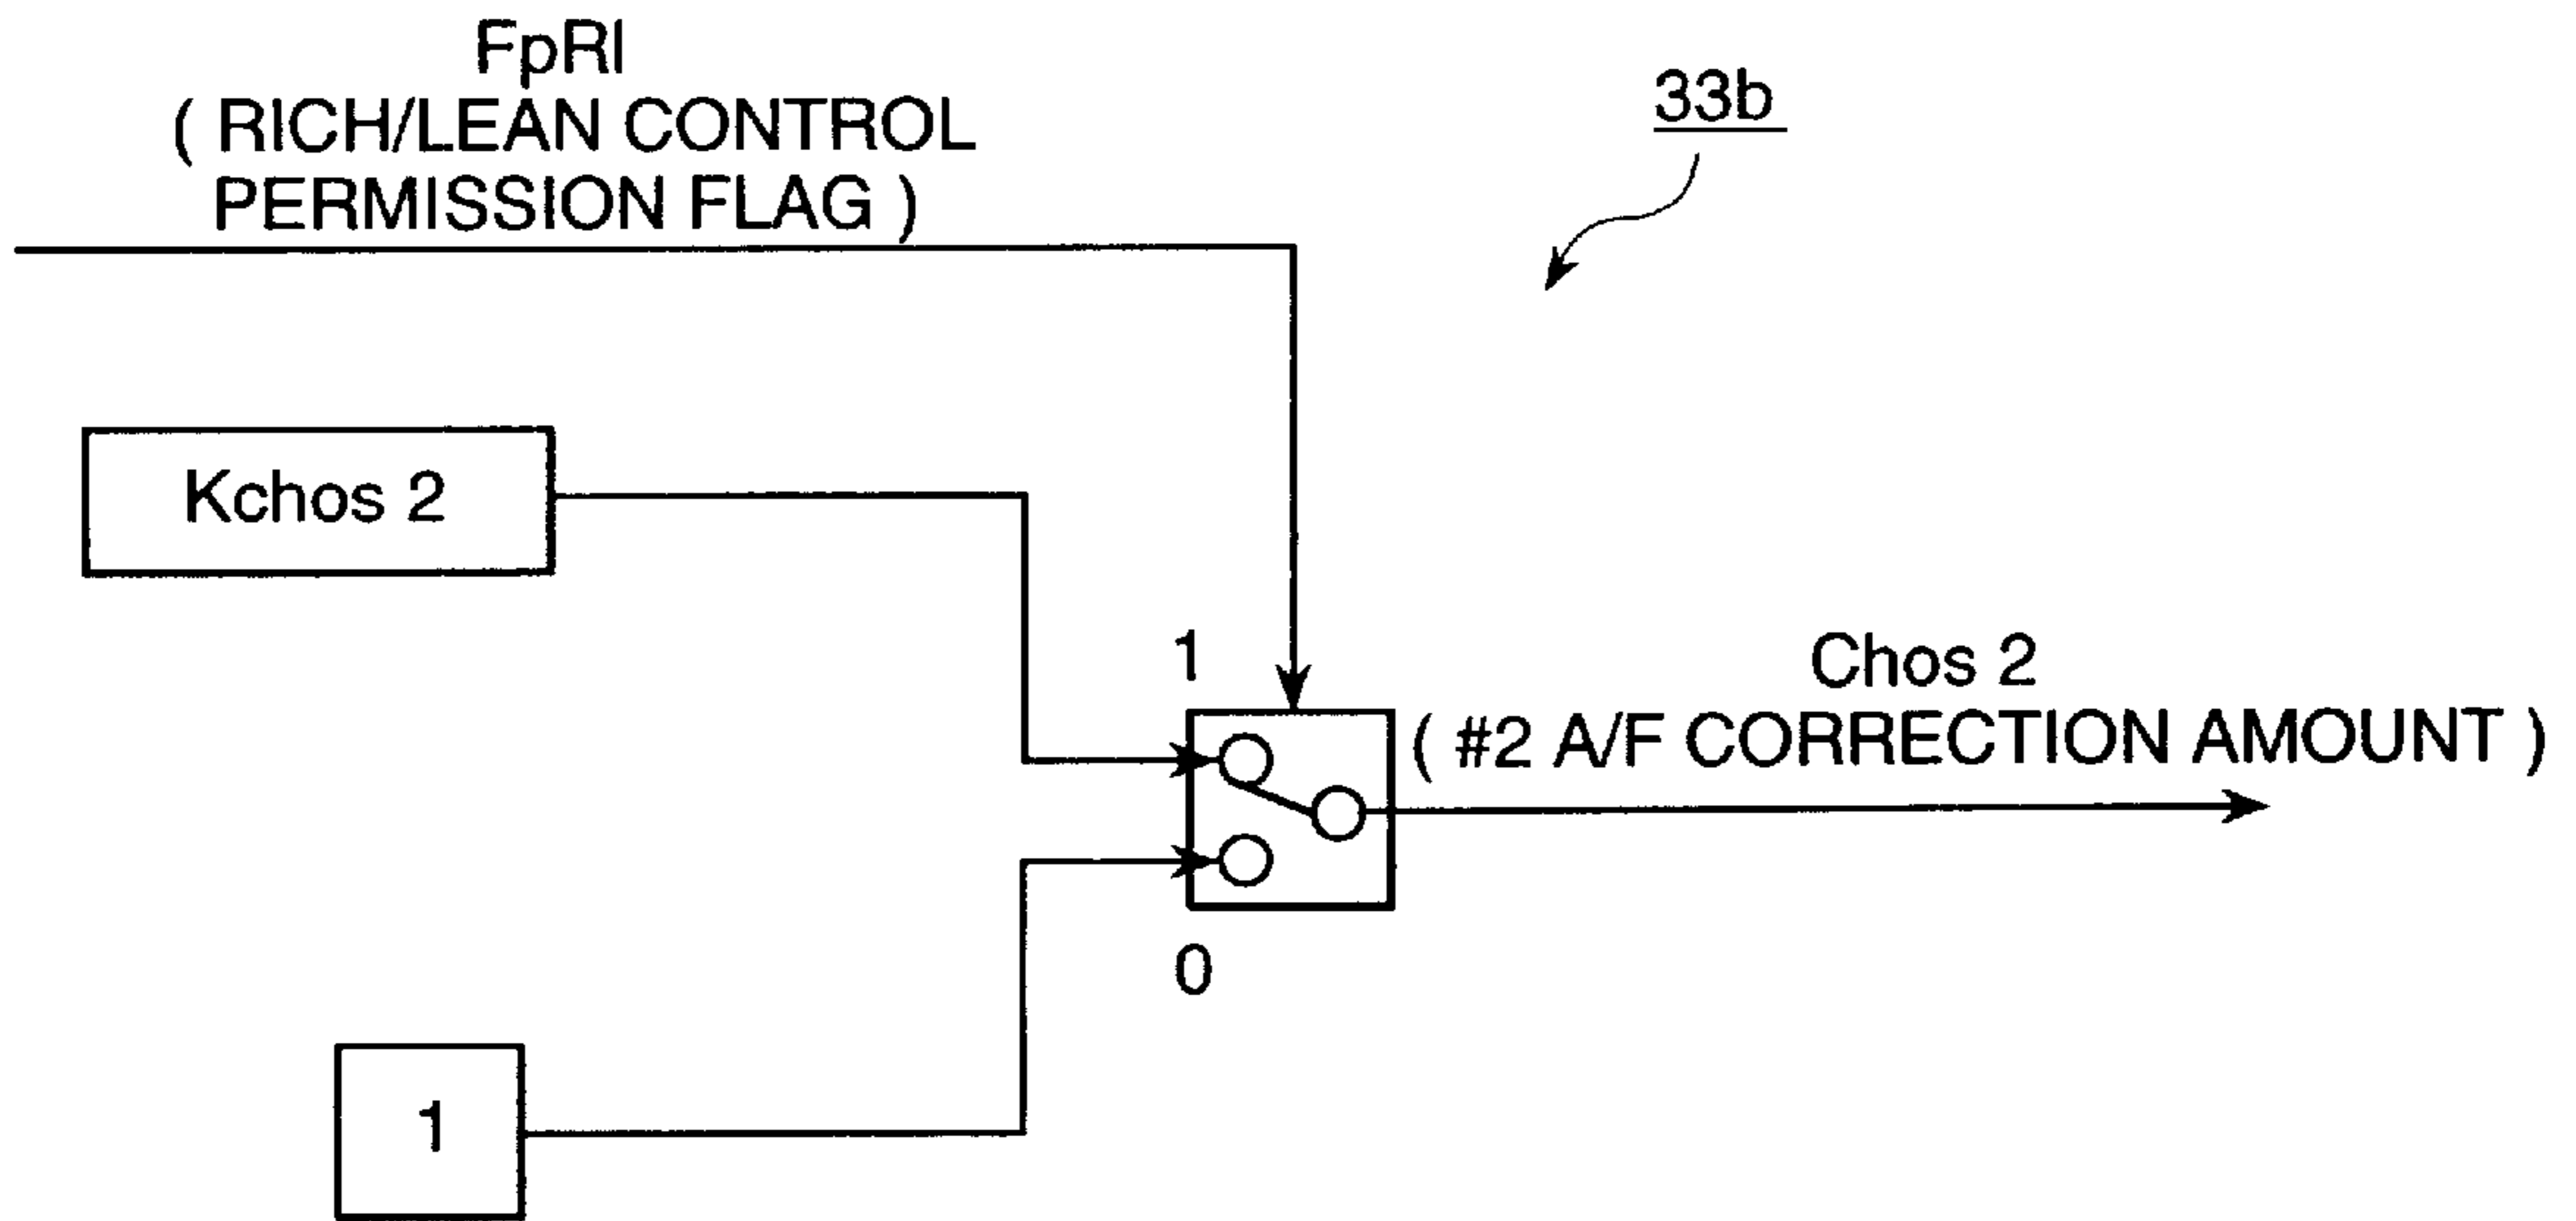 FpRl
( RICH/LEAN CONTROL
PERMISSION FLAG )
33b
Kchos 2
1
Chos 2
( #2 A/F CORRECTION AMOUNT )
0
1